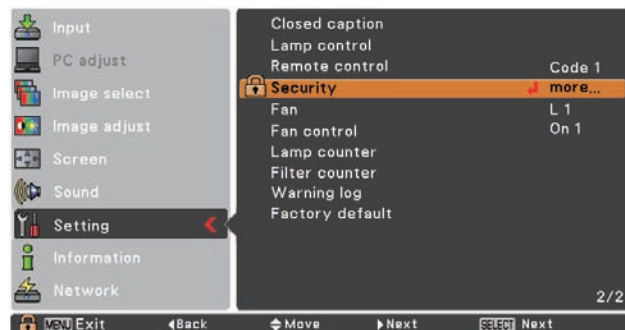 Input
PC adjust
Image select
Image adjust
Screen
Sound
Setting
Information
Network
Closed caption
Lamp control
Remote control Code 1
Security more...
Fan L 1
Fan control On 1
Lamp counter
Filter counter
Warning log
Factory default
2/2
MENU Exit Back Move Next SELECT Next